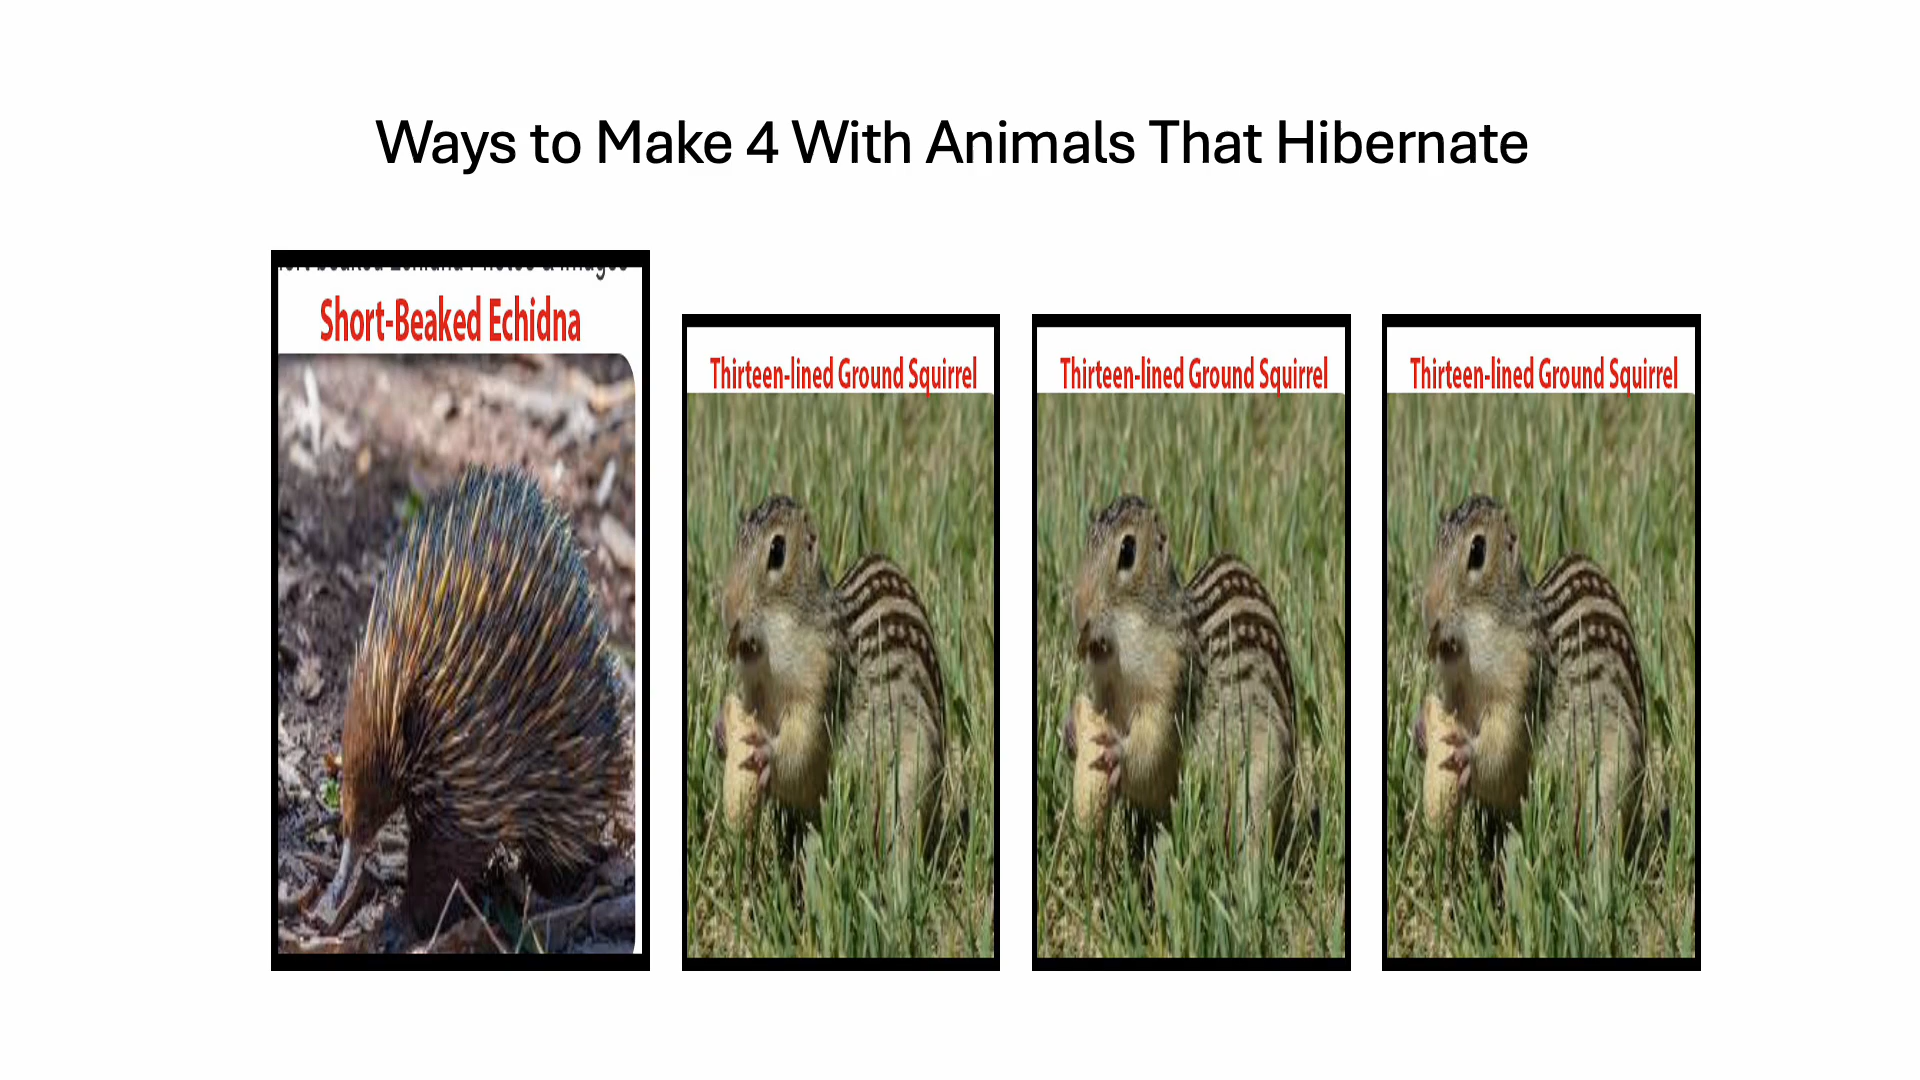 Ways to Make 4 With Animals That Hibernate
Short-Beaked Echidna
Thirteen-lined Ground Squirrel
Thirteen-lined Ground Squirrel
Thirteen-lined Ground Squirrel